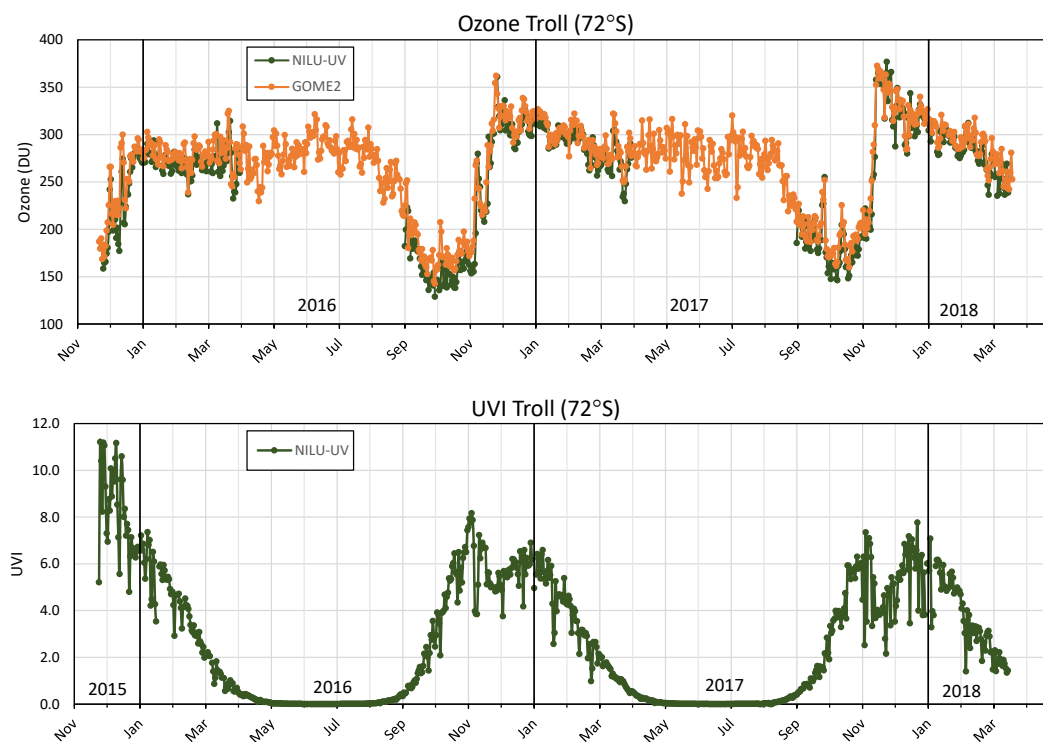 Ozone Troll (72°S)
400
350
300
250
200
150
100
Ozone (DU)
NILU-UV
GOME2
2016
2017
2018
Nov
Jan
Mar
May
Jul
Sep
Nov
Jan
Mar
May
Jul
Sep
Nov
Jan
Mar
UVI Troll (72°S)
12.0
10.0
8.0
6.0
4.0
2.0
0.0
UVI
NILU-UV
2015
2016
2017
2018
Nov
Jan
Mar
May
Jul
Sep
Nov
Jan
Mar
May
Jul
Sep
Nov
Jan
Mar